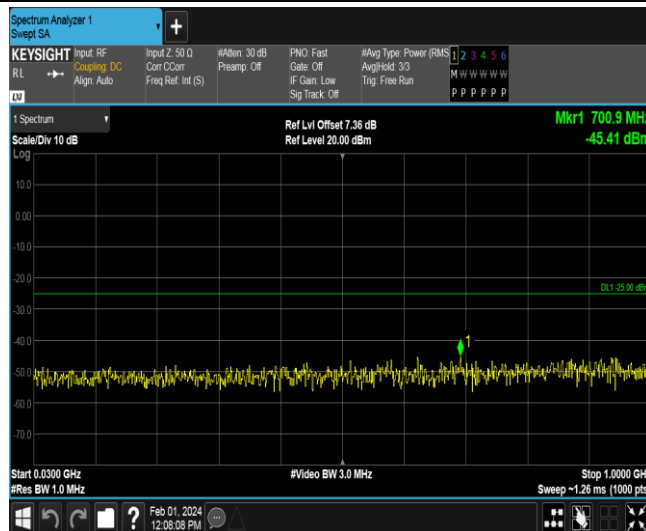 Spectrum Analyzer 1
Swept SA
KEYSIGHT
RL
Input: RF
Coupling: DC
Align: Auto
Input Z: 50 Ω
Corr CCorr
Freq Ref: Int (S)
#Atten: 30 dB
Preamp: Off
PNO: Fast
Gate: Off
IF Gain: Low
Sig Track: Off
#Avg Type: Power (RMS
Avg|Hold: 3/3
Trig: Free Run
1 2 3 4 5 6
M W W W W W
P P P P P P
1 Spectrum
Scale/Div 10 dB
Ref Lvl Offset 7.36 dB
Ref Level 20.00 dBm
Mkr1 700.9 MHz
-45.41 dBm
Log
10.0
0.00
-10.0
-20.0
DL1 -25.00 dBm
-30.0
-40.0
1
-50.0
-60.0
-70.0
Start 0.0300 GHz
#Video BW 3.0 MHz
Stop 1.0000 GH
#Res BW 1.0 MHz
Sweep ~1.26 ms (1000 pts
Feb 01, 2024
12:08:08 PM